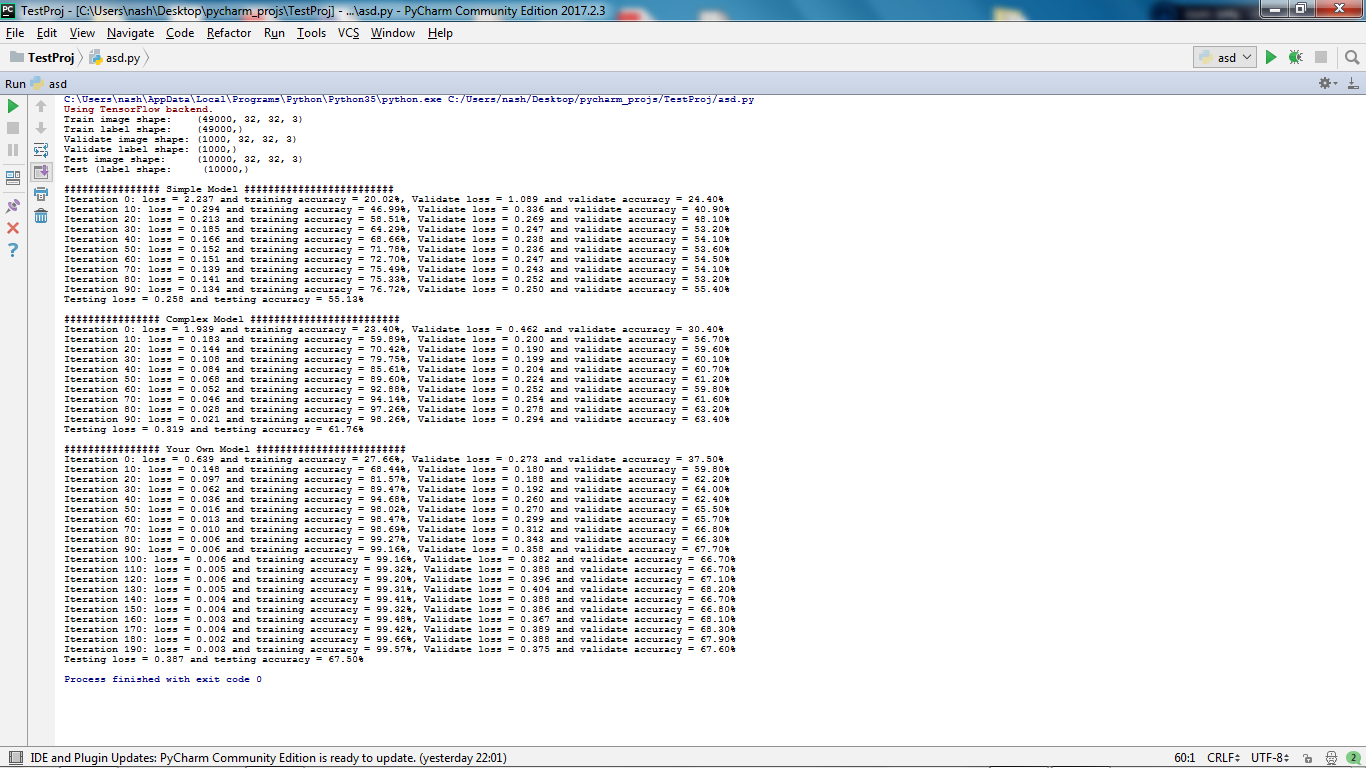 TestProj - [C:\Users\nash\Desktop\pycharm_projs\TestProj] - ...\asd.py - PyCharm Community Edition 2017.2.3
File Edit View Navigate Code Refactor Run Tools VCS Window Help
TestProj asd.py asd
Run asd
C:\Users\nash\AppData\Local\Programs\Python\Python35\python.exe C:/Users/nash/Desktop/pycharm_projs/TestProj/asd.py
Using TensorFlow backend.
Train image shape: (49000, 32, 32, 3)
Train label shape: (49000,)
Validate image shape: (1000, 32, 32, 3)
Validate label shape: (1000,)
Test image shape: (10000, 32, 32, 3)
Test (label shape: (10000,)
################ Simple Model #########################
Iteration 0: loss = 2.237 and training accuracy = 20.02%, Validate loss = 1.089 and validate accuracy = 24.40%
Iteration 10: loss = 0.294 and training accuracy = 46.99%, Validate loss = 0.336 and validate accuracy = 40.90%
Iteration 20: loss = 0.213 and training accuracy = 58.51%, Validate loss = 0.269 and validate accuracy = 48.10%
Iteration 30: loss = 0.185 and training accuracy = 64.29%, Validate loss = 0.247 and validate accuracy = 53.20%
Iteration 40: loss = 0.166 and training accuracy = 68.66%, Validate loss = 0.238 and validate accuracy = 54.10%
Iteration 50: loss = 0.152 and training accuracy = 71.78%, Validate loss = 0.236 and validate accuracy = 53.60%
Iteration 60: loss = 0.151 and training accuracy = 72.70%, Validate loss = 0.247 and validate accuracy = 54.50%
Iteration 70: loss = 0.139 and training accuracy = 75.49%, Validate loss = 0.243 and validate accuracy = 54.10%
Iteration 80: loss = 0.141 and training accuracy = 75.33%, Validate loss = 0.252 and validate accuracy = 53.20%
Iteration 90: loss = 0.134 and training accuracy = 76.72%, Validate loss = 0.250 and validate accuracy = 55.40%
Testing loss = 0.258 and testing accuracy = 55.13%
################ Complex Model #########################
Iteration 0: loss = 1.939 and training accuracy = 23.40%, Validate loss = 0.462 and validate accuracy = 30.40%
Iteration 10: loss = 0.183 and training accuracy = 59.89%, Validate loss = 0.200 and validate accuracy = 56.70%
Iteration 20: loss = 0.144 and training accuracy = 70.42%, Validate loss = 0.190 and validate accuracy = 59.60%
Iteration 30: loss = 0.108 and training accuracy = 79.75%, Validate loss = 0.199 and validate accuracy = 60.10%
Iteration 40: loss = 0.084 and training accuracy = 85.61%, Validate loss = 0.204 and validate accuracy = 60.70%
Iteration 50: loss = 0.068 and training accuracy = 89.60%, Validate loss = 0.224 and validate accuracy = 61.20%
Iteration 60: loss = 0.052 and training accuracy = 92.88%, Validate loss = 0.252 and validate accuracy = 59.80%
Iteration 70: loss = 0.046 and training accuracy = 94.14%, Validate loss = 0.254 and validate accuracy = 61.60%
Iteration 80: loss = 0.028 and training accuracy = 97.26%, Validate loss = 0.278 and validate accuracy = 63.20%
Iteration 90: loss = 0.021 and training accuracy = 98.26%, Validate loss = 0.294 and validate accuracy = 63.40%
Testing loss = 0.319 and testing accuracy = 61.76%
################ Your Own Model #########################
Iteration 0: loss = 0.639 and training accuracy = 27.66%, Validate loss = 0.273 and validate accuracy = 37.50%
Iteration 10: loss = 0.148 and training accuracy = 68.44%, Validate loss = 0.180 and validate accuracy = 59.80%
Iteration 20: loss = 0.097 and training accuracy = 81.57%, Validate loss = 0.188 and validate accuracy = 62.20%
Iteration 30: loss = 0.062 and training accuracy = 89.47%, Validate loss = 0.192 and validate accuracy = 64.00%
Iteration 40: loss = 0.036 and training accuracy = 94.68%, Validate loss = 0.260 and validate accuracy = 62.40%
Iteration 50: loss = 0.016 and training accuracy = 98.02%, Validate loss = 0.270 and validate accuracy = 65.50%
Iteration 60: loss = 0.013 and training accuracy = 98.47%, Validate loss = 0.299 and validate accuracy = 65.70%
Iteration 70: loss = 0.010 and training accuracy = 98.69%, Validate loss = 0.312 and validate accuracy = 66.80%
Iteration 80: loss = 0.006 and training accuracy = 99.27%, Validate loss = 0.343 and validate accuracy = 66.30%
Iteration 90: loss = 0.006 and training accuracy = 99.16%, Validate loss = 0.358 and validate accuracy = 67.70%
Iteration 100: loss = 0.006 and training accuracy = 99.16%, Validate loss = 0.382 and validate accuracy = 66.70%
Iteration 110: loss = 0.005 and training accuracy = 99.32%, Validate loss = 0.388 and validate accuracy = 66.70%
Iteration 120: loss = 0.006 and training accuracy = 99.20%, Validate loss = 0.396 and validate accuracy = 67.10%
Iteration 130: loss = 0.005 and training accuracy = 99.31%, Validate loss = 0.404 and validate accuracy = 68.20%
Iteration 140: loss = 0.004 and training accuracy = 99.41%, Validate loss = 0.388 and validate accuracy = 66.70%
Iteration 150: loss = 0.004 and training accuracy = 99.32%, Validate loss = 0.386 and validate accuracy = 66.80%
Iteration 160: loss = 0.003 and training accuracy = 99.48%, Validate loss = 0.367 and validate accuracy = 68.10%
Iteration 170: loss = 0.004 and training accuracy = 99.42%, Validate loss = 0.389 and validate accuracy = 68.30%
Iteration 180: loss = 0.002 and training accuracy = 99.66%, Validate loss = 0.388 and validate accuracy = 67.90%
Iteration 190: loss = 0.003 and training accuracy = 99.57%, Validate loss = 0.375 and validate accuracy = 67.60%
Testing loss = 0.387 and testing accuracy = 67.50%
Process finished with exit code 0
IDE and Plugin Updates: PyCharm Community Edition is ready to update. (yesterday 22:01) 60:1 CRLF UTF-8 2